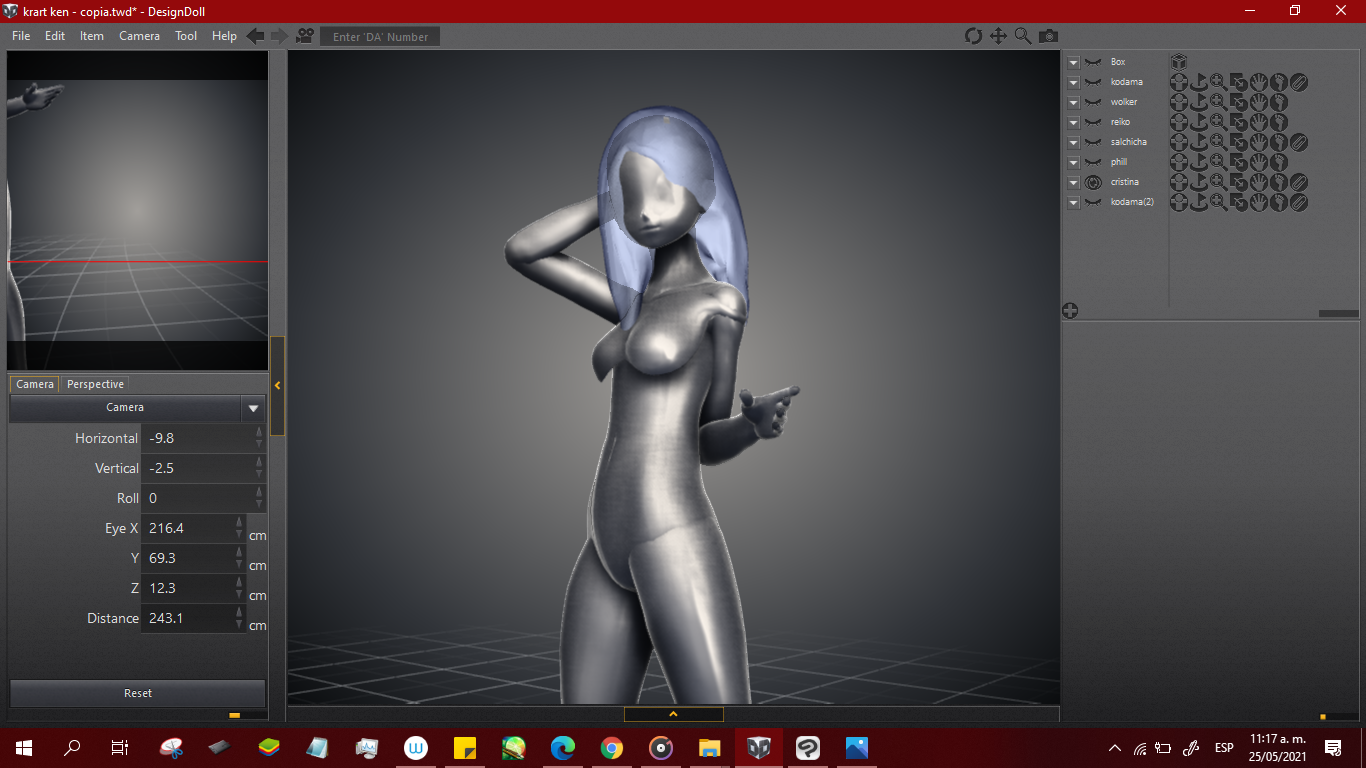 krart ken - copia.twd* - DesignDoll
File Edit Item Camera Tool Help Enter 'DA' Number
Box
kodama
wolker
reiko
salchicha
phill
cristina
kodama(2)
Camera Perspective
Camera
Horizontal -9.8
Vertical -2.5
Roll 0
Eye X 216.4 cm
Y 69.3 cm
Z 12.3 cm
Distance 243.1 cm
Reset
ESP
11:17 a. m.
25/05/2021